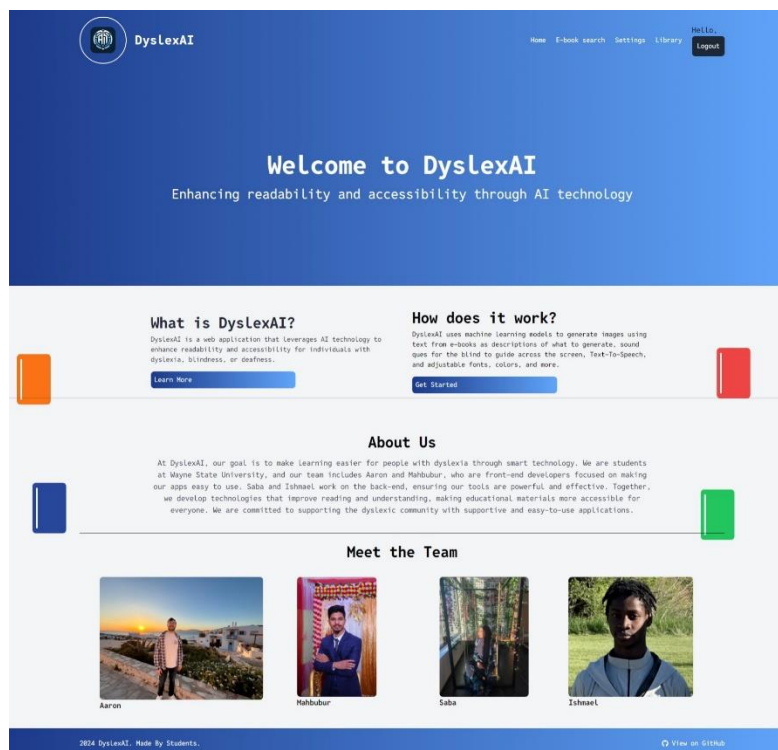 DyslexAI
Home E-book search Settings Library
Hello,
Logout
Welcome to DyslexAI
Enhancing readability and accessibility through AI technology
What is DyslexAI?
DyslexAI is a web application that leverages AI technology to
enhance readability and accessibility for individuals with
dyslexia, blindness, or deafness.
Learn More
How does it work?
DyslexAI uses machine learning models to generate images using
text from e-books as descriptions of what to generate, sound
ques for the blind to guide across the screen, Text-To-Speech,
and adjustable fonts, colors, and more.
Get Started
About Us
At DyslexAI, our goal is to make learning easier for people with dyslexia through smart technology. We are students
at Wayne State University, and our team includes Aaron and Mahbubur, who are front-end developers focused on making
our apps easy to use. Saba and Ishmael work on the back-end, ensuring our tools are powerful and effective. Together,
we develop technologies that improve reading and understanding, making educational materials more accessible for
everyone. We are committed to supporting the dyslexic community with supportive and easy-to-use applications.
Meet the Team
Aaron
Mahbubur
Saba
Ishmael
2024 DyslexAI. Made By Students.
View on GitHub